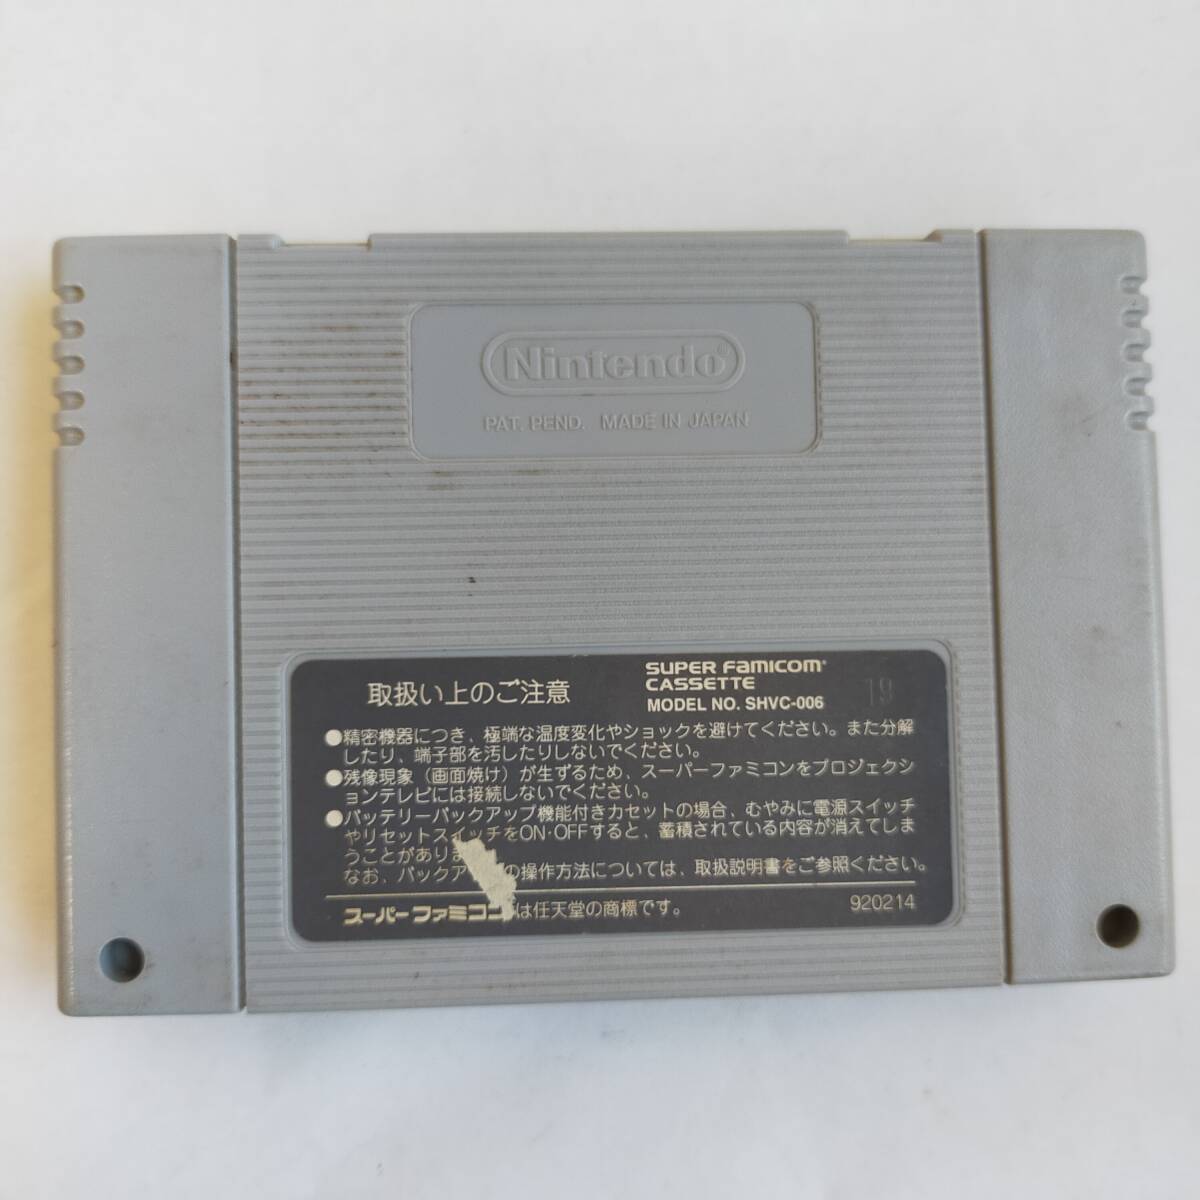 Nintendo®
PAT. PEND. MADE IN JAPAN
取扱い上のご注意
SUPER FAMICOM
CASSETTE
MODEL NO. SHVC-006
19
●精密機器につき、極端な温度変化やショックを避けてください。また分解
したり、端子部を汚したりしないでください。
●残像現象（画面焼け）が生ずるため、スーパーファミコンをプロジェクシ
ョンテレビには接続しないでください。
●バッテリーバックアップ機能付きカセットの場合、むやみに電源スイッチ
やリセットスイッチをON·OFFすると、蓄積されている内容が消えてしま
うことがありま
なお、バックア の操作方法については、取扱説明書をご参照ください。
スーパーファミコンは任天堂の商標です。
920214